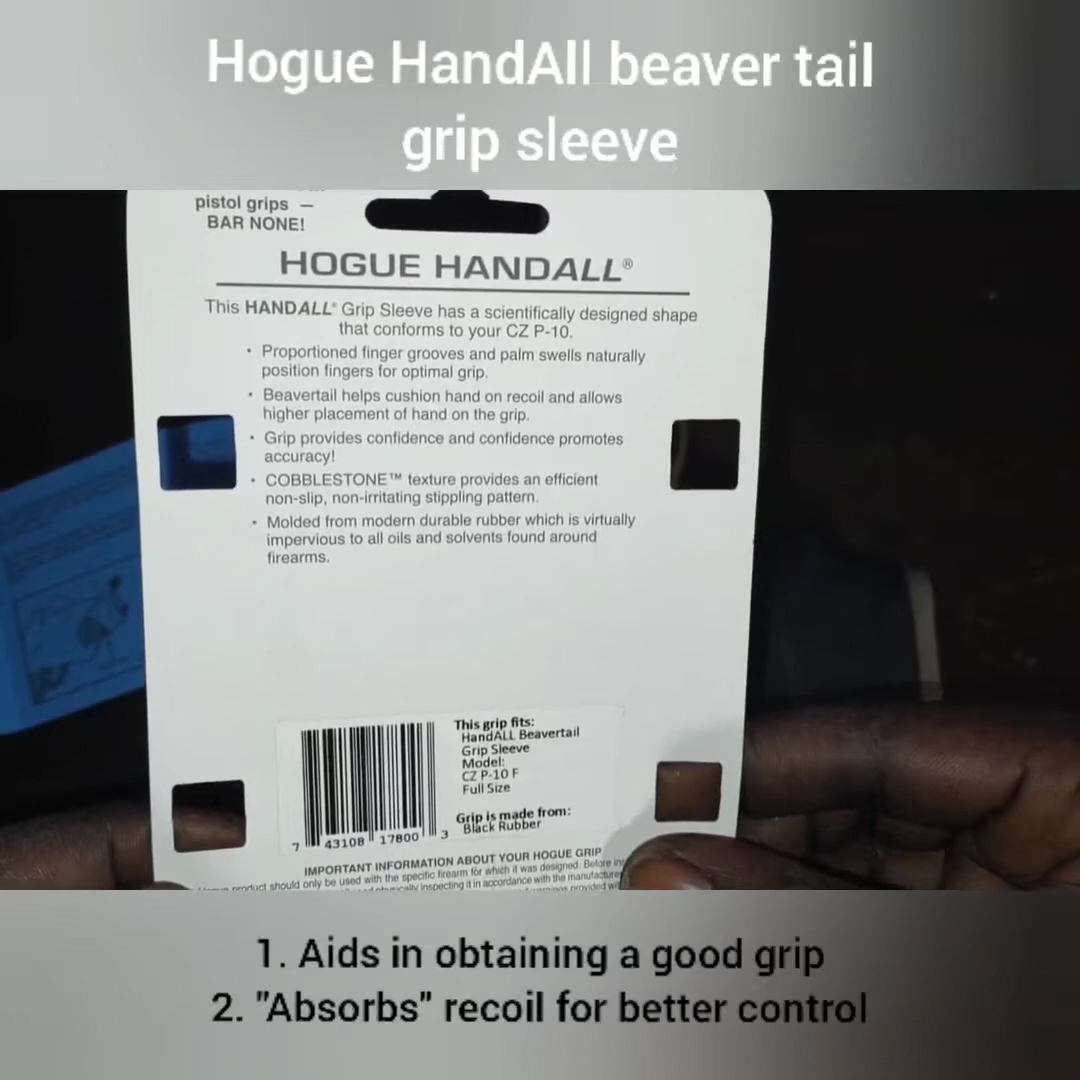 Hogue HandAll beaver tail
grip sleeve
pistol grips —
BAR NONE!
HOGUE HANDALL®
This HANDALL® Grip Sleeve has a scientifically designed shape
that conforms to your CZ P-10.
• Proportioned finger grooves and palm swells naturally
position fingers for optimal grip.
• Beavertail helps cushion hand on recoil and allows
higher placement of hand on the grip.
• Grip provides confidence and confidence promotes
accuracy!
• COBBLESTONE™ texture provides an efficient
non-slip, non-irritating stippling pattern.
• Molded from modern durable rubber which is virtually
impervious to all oils and solvents found around
firearms.
This grip fits:
HandALL Beavertail
Grip Sleeve
Model:
CZ P-10 F
Full Size
Grip is made from:
Black Rubber
7 43108 17800 3
IMPORTANT INFORMATION ABOUT YOUR HOGUE GRIP
product should only be used with the specific firearm for which it was designed. Before
inspecting it in accordance with the
1. Aids in obtaining a good grip
2. "Absorbs" recoil for better control